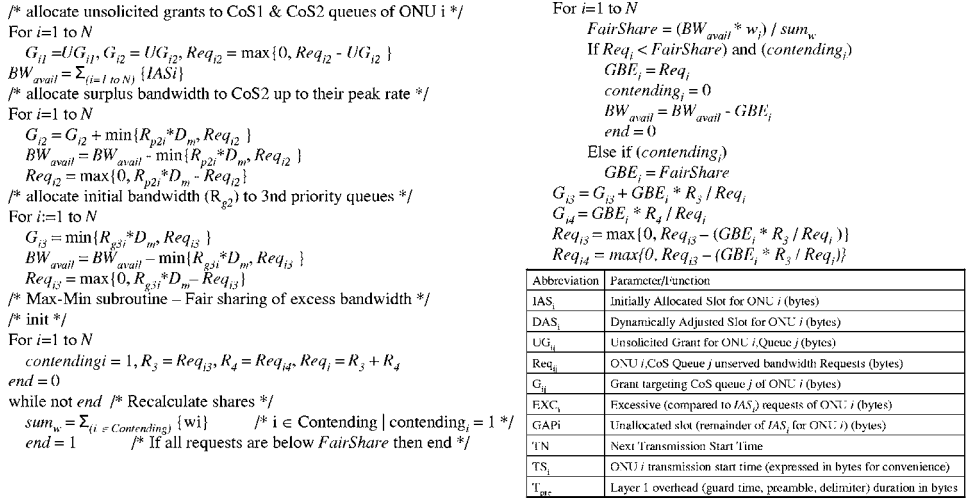 /* allocate unsolicited grants to CoS1 & CoS2 queues of ONU i */
For i=1 to N
G_i1 =UG_i1, G_i2 = UG_i2, Req_i2 = max{0, Req_i2 - UG_i2 }
BW_avail = Σ_(i=1 to N) {IASi}
/* allocate surplus bandwidth to CoS2 up to their peak rate */
For i=1 to N
G_i2 = G_i2 + min{R_p2i*D_m, Req_i2 }
BW_avail = BW_avail - min{R_p2i*D_m, Req_i2 }
Req_i2 = max{0, R_p2i*D_m - Req_i2}
/* allocate initial bandwidth (R_g2) to 3nd priority queues */
For i:=1 to N
G_i3 = min{R_g3i*D_m, Req_i3 }
BW_avail = BW_avail – min{R_g3i*D_m, Req_i3 }
Req_i3 = max{0, R_g3i*D_m – Req_i3}
/* Max-Min subroutine – Fair sharing of excess bandwidth */
/* init */
For i=1 to N
contendingi = 1, R_3 = Req_i3, R_4 = Req_i4, Req_i = R_3 + R_4
end = 0
while not end /* Recalculate shares */
sum_w = Σ_(i ∈ Contending) {wi} /* i ∈ Contending | contending_i = 1 */
end = 1 /* If all requests are below FairShare then end */
For i=1 to N
FairShare = (BW_avail * w_i) / sum_w
If Req_i < FairShare) and (contending_i)
GBE_i = Req_i
contending_i = 0
BW_avail = BW_avail - GBE_i
end = 0
Else if (contending_i)
GBE_i = FairShare
G_i3 = G_i3 + GBE_i * R_3 / Req_i
G_i4 = GBE_i * R_4 / Req_i
Req_i3 = max{0, Req_i3 – (GBE_i * R_3 / Req_i )}
Req_i4 = max{0, Req_i3 – (GBE_i * R_3 / Req_i)}
Abbreviation Parameter/Function
IAS_i Initially Allocated Slot for ONU i (bytes)
DAS_i Dynamically Adjusted Slot for ONU i (bytes)
UG_ij Unsolicited Grant for ONU i,Queue j (bytes)
Req_ij ONU i,CoS Queue j unserved bandwidth Requests (bytes)
G_ij Grant targeting CoS queue j of ONU i (bytes)
EXC_i Excessive (compared to IAS_i) requests of ONU i (bytes)
GAPi Unallocated slot (remainder of IAS_i for ONU i) (bytes)
TN Next Transmission Start Time
TS_i ONU i transmission start time (expressed in bytes for convenience)
T_pre Layer 1 overhead (guard time, preamble, delimiter) duration in bytes